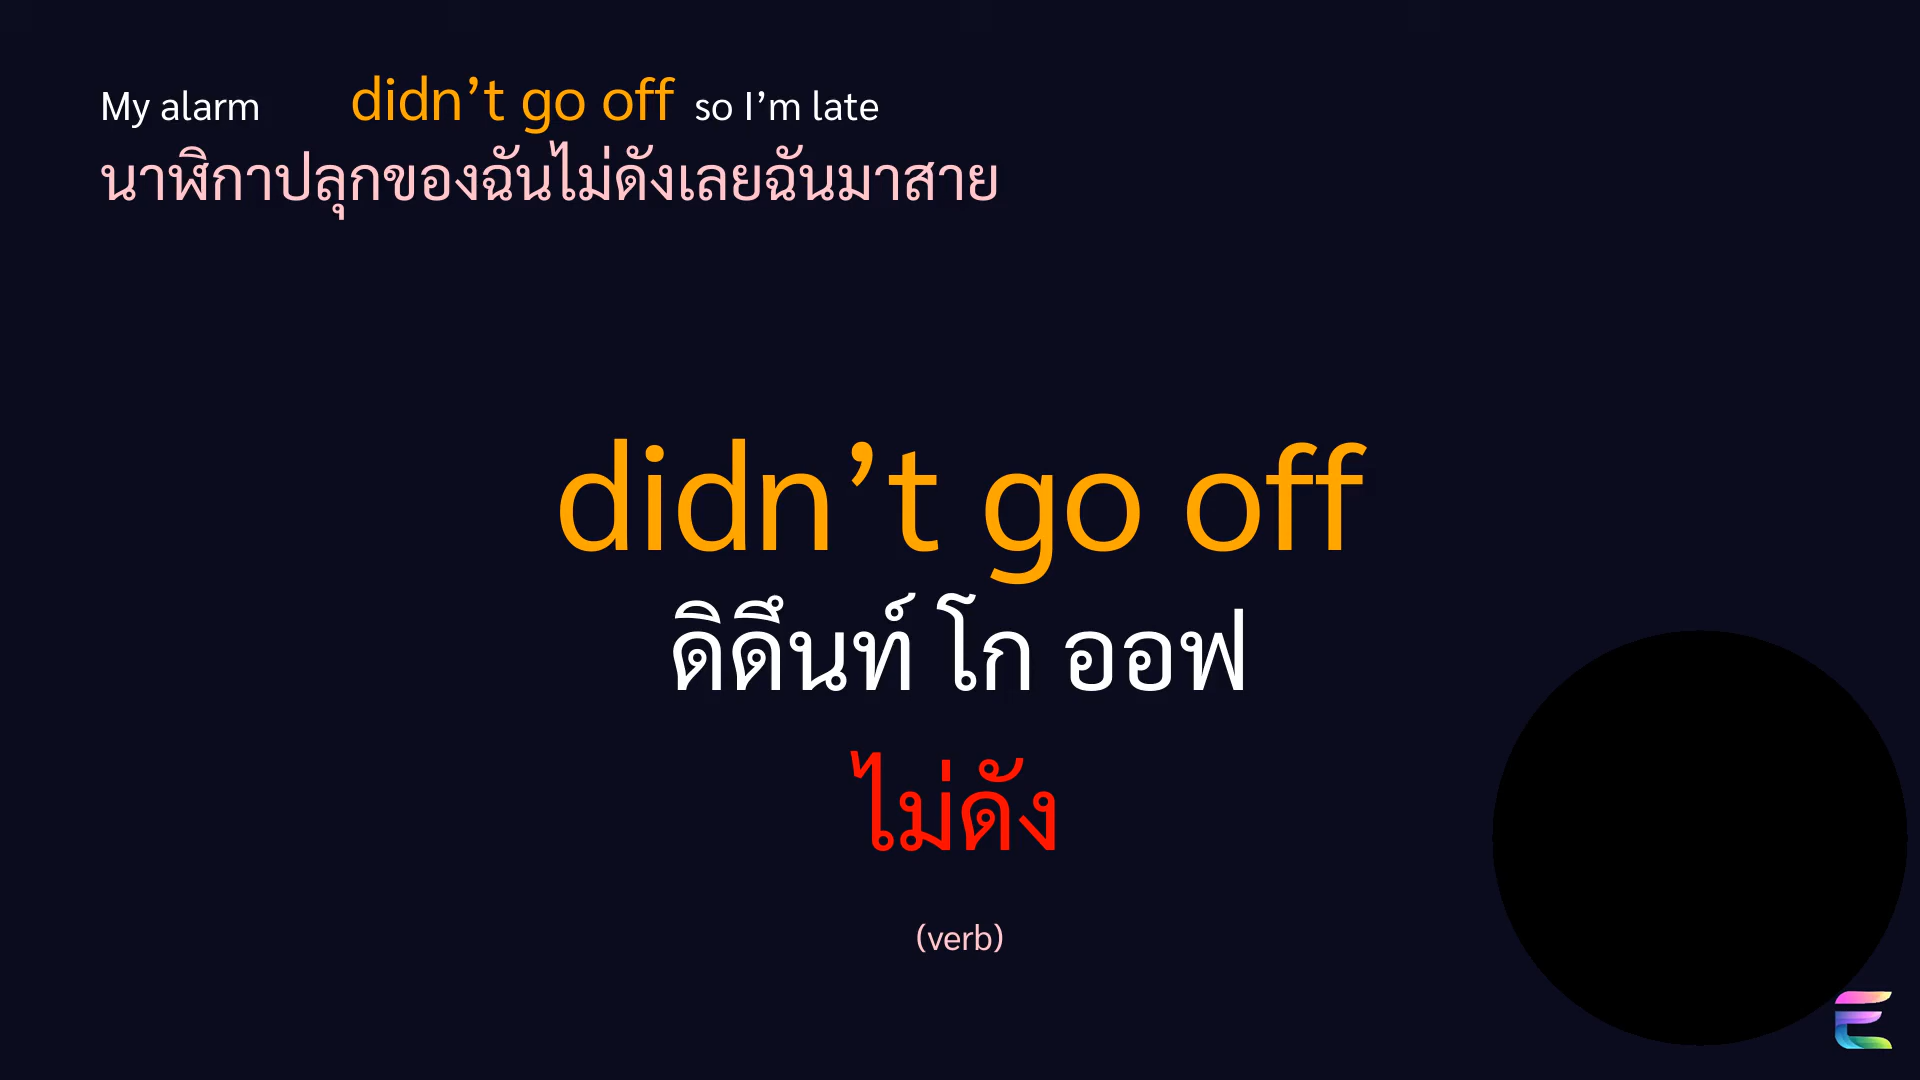 My alarm didn’t go off so I’m late
นาฬิกาปลุกของฉันไม่ดังเลยฉันมาสาย
didn’t go off
ดิดึนท์ โก ออฟ
ไม่ดัง
(verb)